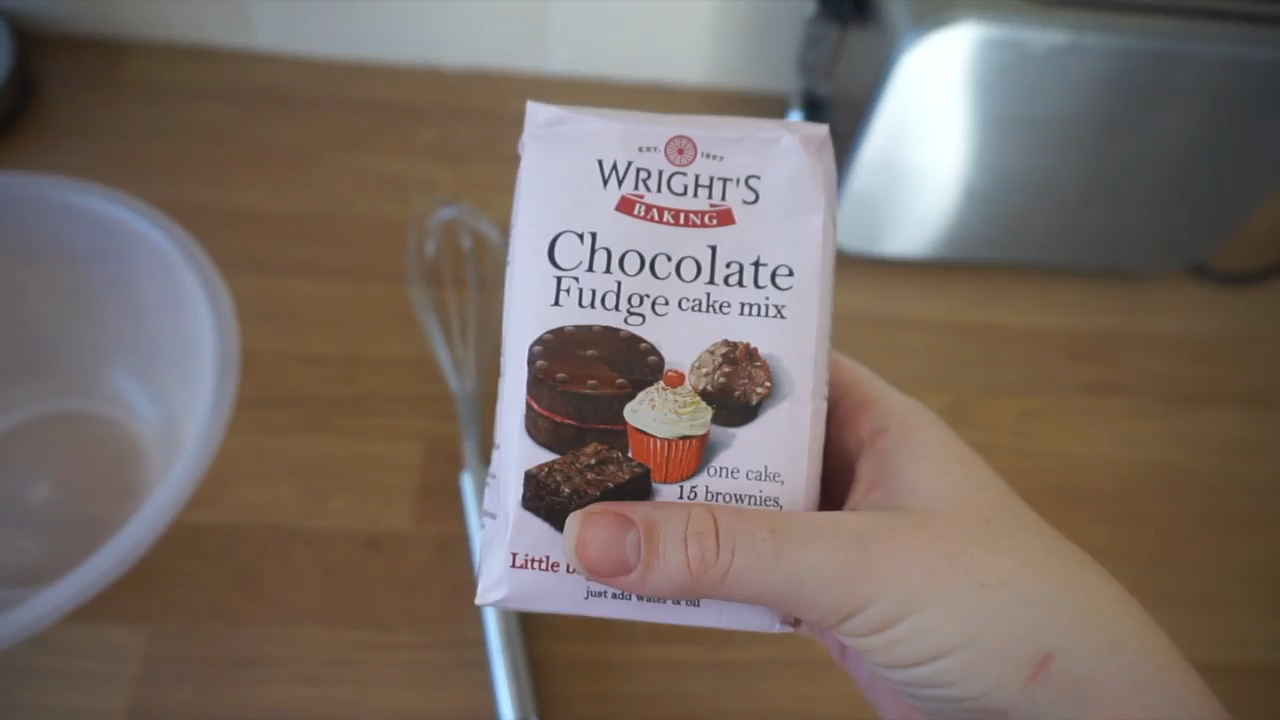 EST. 1867
WRIGHT'S
BAKING
Chocolate
Fudge cake mix
one cake,
15 brownies,
Little
just add water & oil